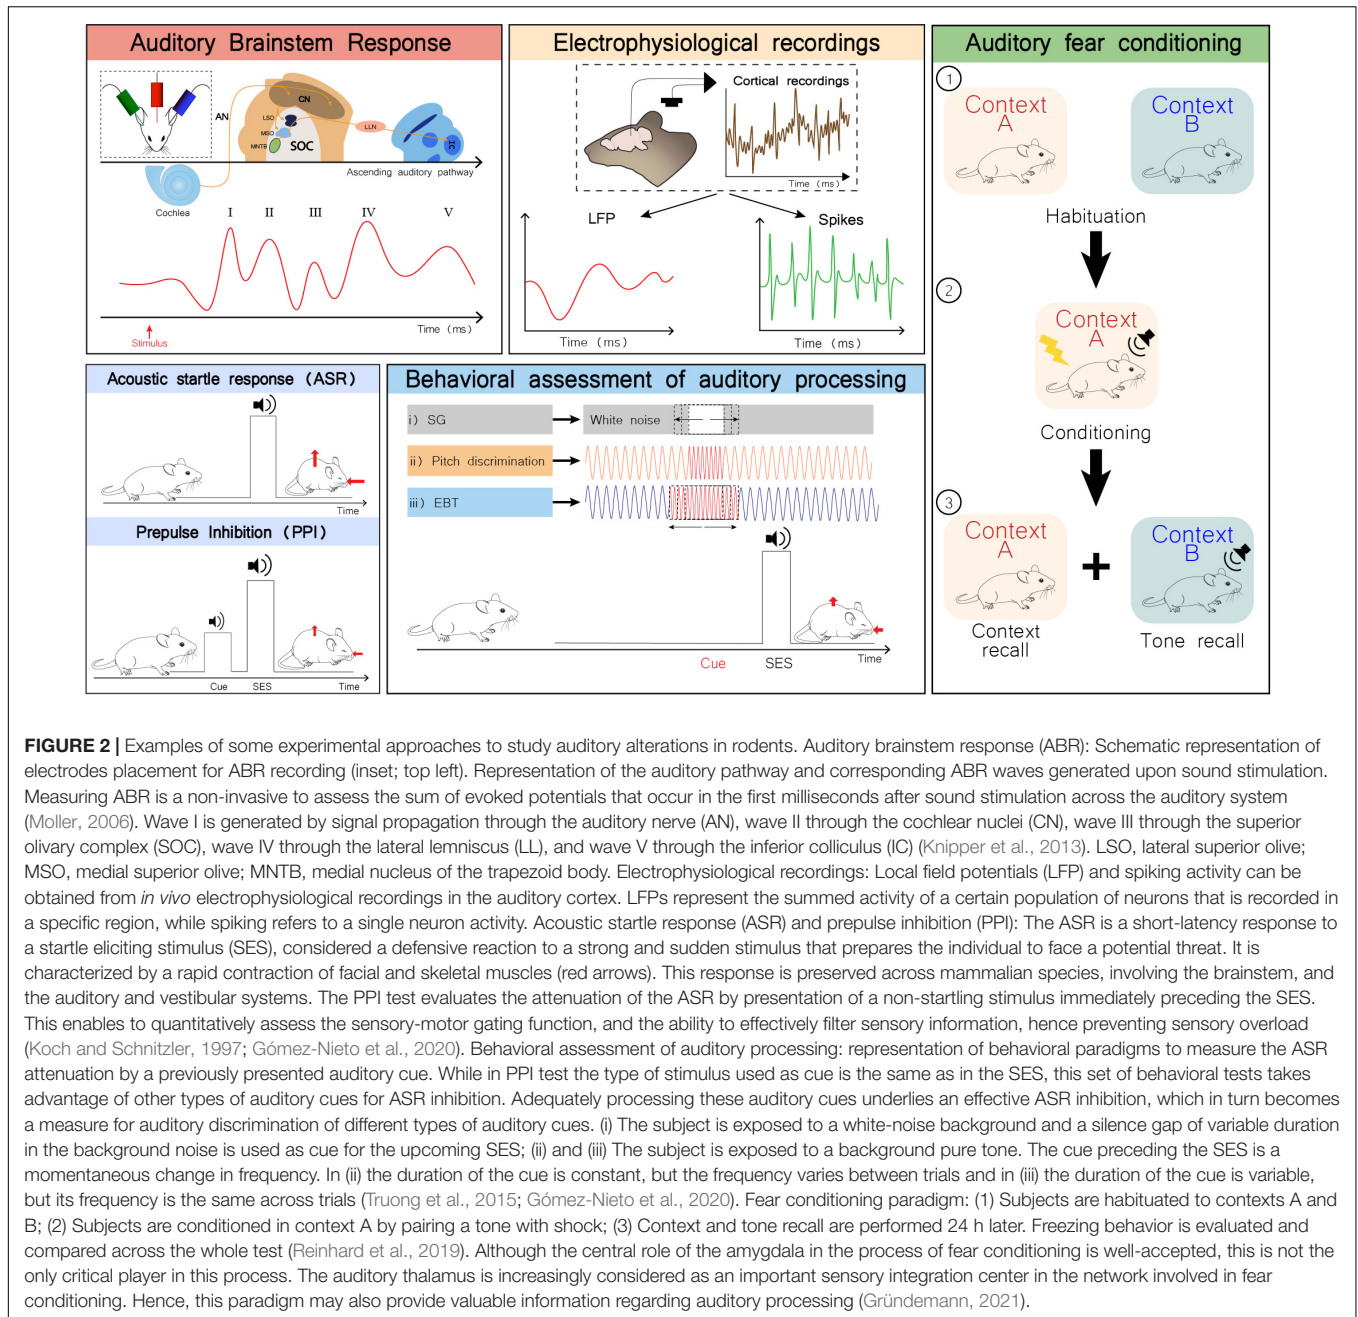 Auditory Brainstem Response
AN
CN
LSO
MSO
MNTB
SOC
LLN
IC
Ascending auditory pathway
Cochlea
I II III IV V
Time (ms)
Stimulus
Electrophysiological recordings
Cortical recordings
Time (ms)
LFP
Spikes
Time (ms)
Time (ms)
Auditory fear conditioning
1
Context
A
Context
B
Habituation
2
Context
A
Conditioning
3
Context
A
+
Context
B
Context
recall
Tone recall
Acoustic startle response (ASR)
Time
Prepulse Inhibition (PPI)
Cue SES Time
Behavioral assessment of auditory processing
i) SG
White noise
ii) Pitch discrimination
iii) EBT
Cue SES Time
FIGURE 2 | Examples of some experimental approaches to study auditory alterations in rodents. Auditory brainstem response (ABR): Schematic representation of
electrodes placement for ABR recording (inset; top left). Representation of the auditory pathway and corresponding ABR waves generated upon sound stimulation.
Measuring ABR is a non-invasive to assess the sum of evoked potentials that occur in the first milliseconds after sound stimulation across the auditory system
(Moller, 2006). Wave I is generated by signal propagation through the auditory nerve (AN), wave II through the cochlear nuclei (CN), wave III through the superior
olivary complex (SOC), wave IV through the lateral lemniscus (LL), and wave V through the inferior colliculus (IC) (Knipper et al., 2013). LSO, lateral superior olive;
MSO, medial superior olive; MNTB, medial nucleus of the trapezoid body. Electrophysiological recordings: Local field potentials (LFP) and spiking activity can be
obtained from in vivo electrophysiological recordings in the auditory cortex. LFPs represent the summed activity of a certain population of neurons that is recorded in
a specific region, while spiking refers to a single neuron activity. Acoustic startle response (ASR) and prepulse inhibition (PPI): The ASR is a short-latency response to
a startle eliciting stimulus (SES), considered a defensive reaction to a strong and sudden stimulus that prepares the individual to face a potential threat. It is
characterized by a rapid contraction of facial and skeletal muscles (red arrows). This response is preserved across mammalian species, involving the brainstem, and
the auditory and vestibular systems. The PPI test evaluates the attenuation of the ASR by presentation of a non-startling stimulus immediately preceding the SES.
This enables to quantitatively assess the sensory-motor gating function, and the ability to effectively filter sensory information, hence preventing sensory overload
(Koch and Schnitzler, 1997; Gómez-Nieto et al., 2020). Behavioral assessment of auditory processing: representation of behavioral paradigms to measure the ASR
attenuation by a previously presented auditory cue. While in PPI test the type of stimulus used as cue is the same as in the SES, this set of behavioral tests takes
advantage of other types of auditory cues for ASR inhibition. Adequately processing these auditory cues underlies an effective ASR inhibition, which in turn becomes
a measure for auditory discrimination of different types of auditory cues. (i) The subject is exposed to a white-noise background and a silence gap of variable duration
in the background noise is used as cue for the upcoming SES; (ii) and (iii) The subject is exposed to a background pure tone. The cue preceding the SES is a
momentaneous change in frequency. In (ii) the duration of the cue is constant, but the frequency varies between trials and in (iii) the duration of the cue is variable,
but its frequency is the same across trials (Truong et al., 2015; Gómez-Nieto et al., 2020). Fear conditioning paradigm: (1) Subjects are habituated to contexts A and
B; (2) Subjects are conditioned in context A by pairing a tone with shock; (3) Context and tone recall are performed 24 h later. Freezing behavior is evaluated and
compared across the whole test (Reinhard et al., 2019). Although the central role of the amygdala in the process of fear conditioning is well-accepted, this is not the
only critical player in this process. The auditory thalamus is increasingly considered as an important sensory integration center in the network involved in fear
conditioning. Hence, this paradigm may also provide valuable information regarding auditory processing (Gründemann, 2021).